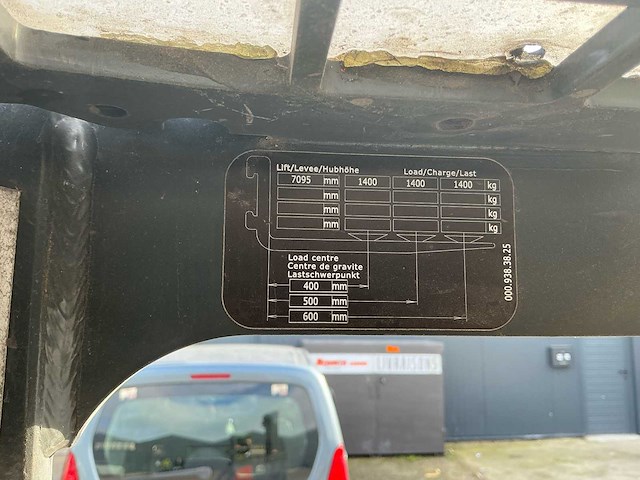 Lift/Levee/Hubhöhe Load/Charge/Last
7095 mm 1400 1400 1400 kg
mm kg
mm kg
mm kg
Load centre
Centre de gravite
Lastschwerpunkt
400 mm
500 mm
600 mm
000.938.38.25
LIVRAISONS